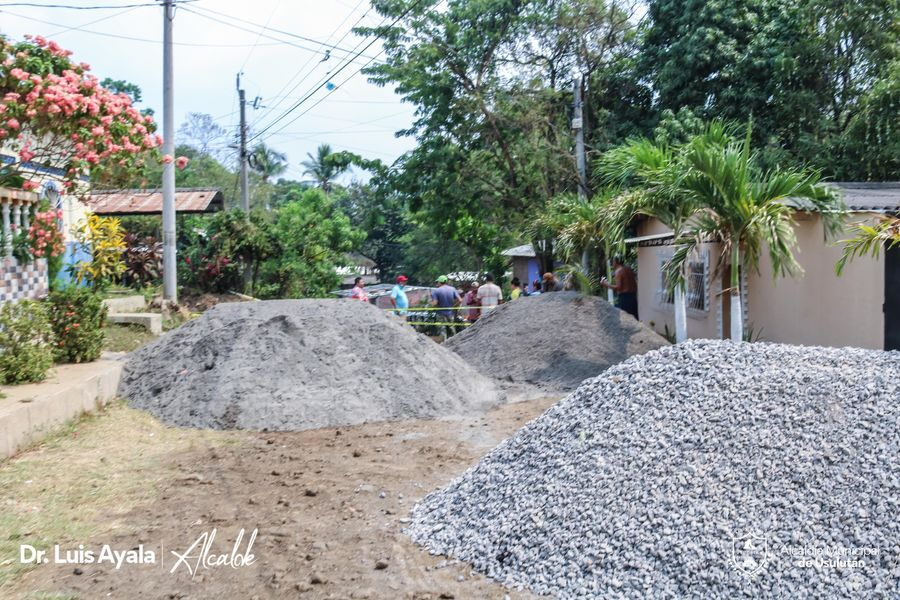 Dr. Luis Ayala | Alcalde
Alcaldía Municipal
de Usulután